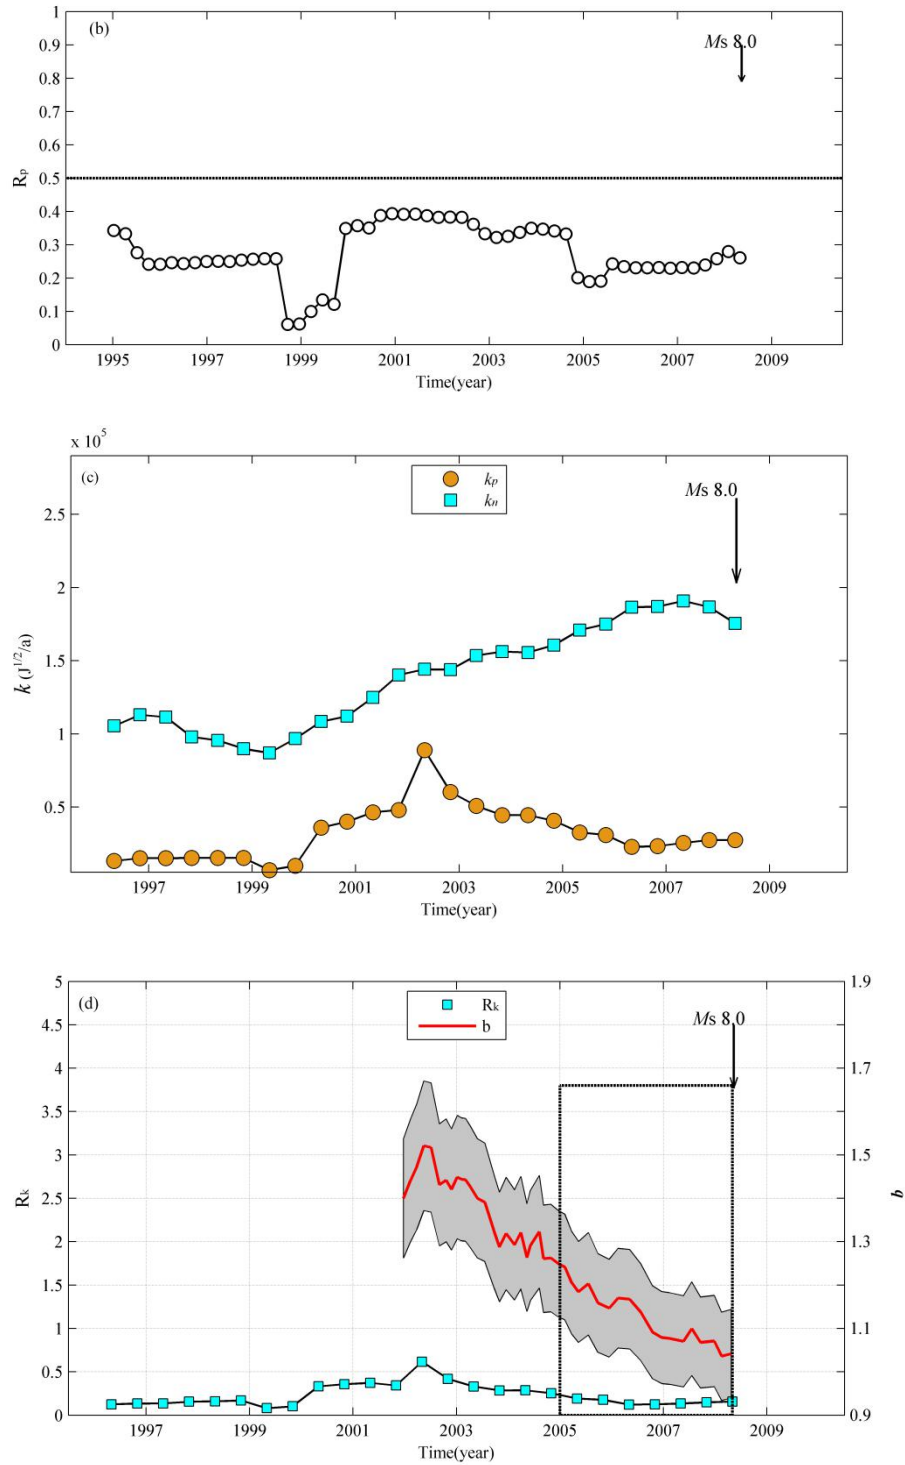 (b)
Ms 8.0
1
0.9
0.8
0.7
0.6
0.5
0.4
0.3
0.2
0.1
0
Rp
1995 1997 1999 2001 2003 2005 2007 2009
Time(year)
x 10^5
(c)
kp
kn
Ms 8.0
2.5
2
1.5
1
0.5
k (J^1/2/a)
1997 1999 2001 2003 2005 2007 2009
Time(year)
(d)
Rk
b
Ms 8.0
5
4.5
4
3.5
3
2.5
2
1.5
1
0.5
0
Rk
1.9
1.7
1.5
1.3
1.1
0.9
b
1997 1999 2001 2003 2005 2007 2009
Time(year)